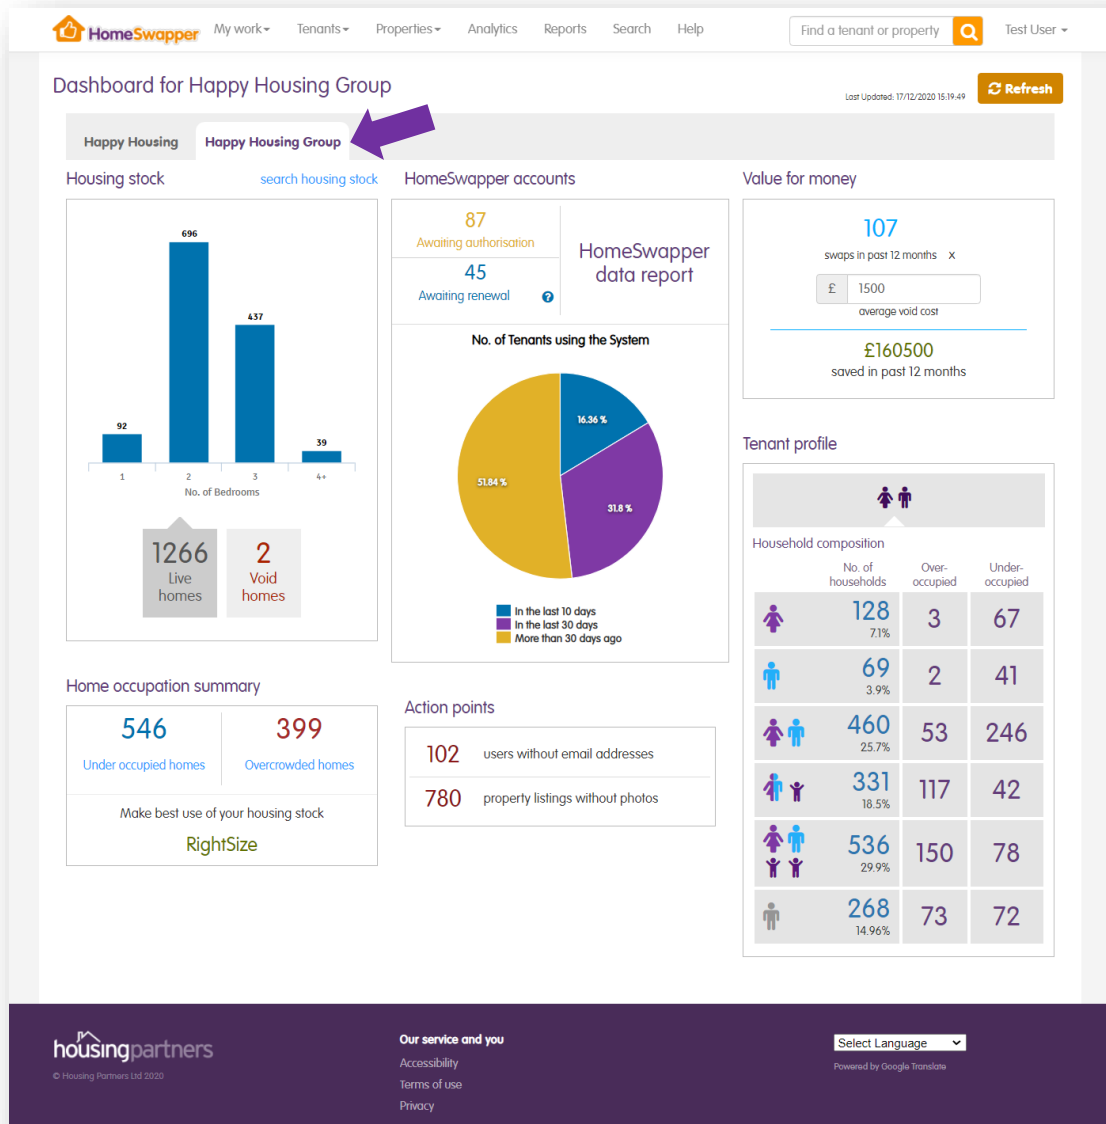 HomeSwapper My work Tenants Properties Analytics Reports Search Help Find a tenant or property Test User
Dashboard for Happy Housing Group
Last Updated: 17/12/2020 15:19:49 Refresh
Happy Housing Happy Housing Group
Housing stock search housing stock
696
437
92
39
1 2 3 4+
No. of Bedrooms
1266
Live
homes
2
Void
homes
Home occupation summary
546
Under occupied homes
399
Overcrowded homes
Make best use of your housing stock
RightSize
HomeSwapper accounts
87
Awaiting authorisation
45
Awaiting renewal ?
HomeSwapper
data report
No. of Tenants using the System
16.36 %
51.84 %
31.8 %
In the last 10 days
In the last 30 days
More than 30 days ago
Action points
102 users without email addresses
780 property listings without photos
Value for money
107
swaps in past 12 months x
£ 1500
average void cost
£160500
saved in past 12 months
Tenant profile
Household composition
No. of
households
Over-
occupied
Under-
occupied
128 3 67
7.1%
69 2 41
3.9%
460 53 246
25.7%
331 117 42
18.5%
536 150 78
29.9%
268 73 72
14.96%
housingpartners
© Housing Partners Ltd 2020
Our service and you
Accessibility
Terms of use
Privacy
Select Language
Powered by Google Translate